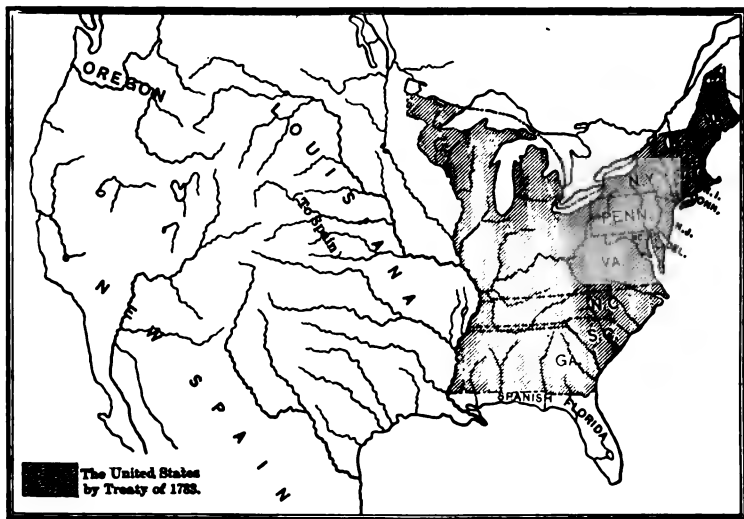 OREGON
LOUISIANA
To Spain
NEW SPAIN
N.Y.
PENN.
VA.
N.C.
S.C.
GA.
R.I.
CONN.
N.J.
DEL.
SPANISH FLORIDA
The United States
by Treaty of 1783.